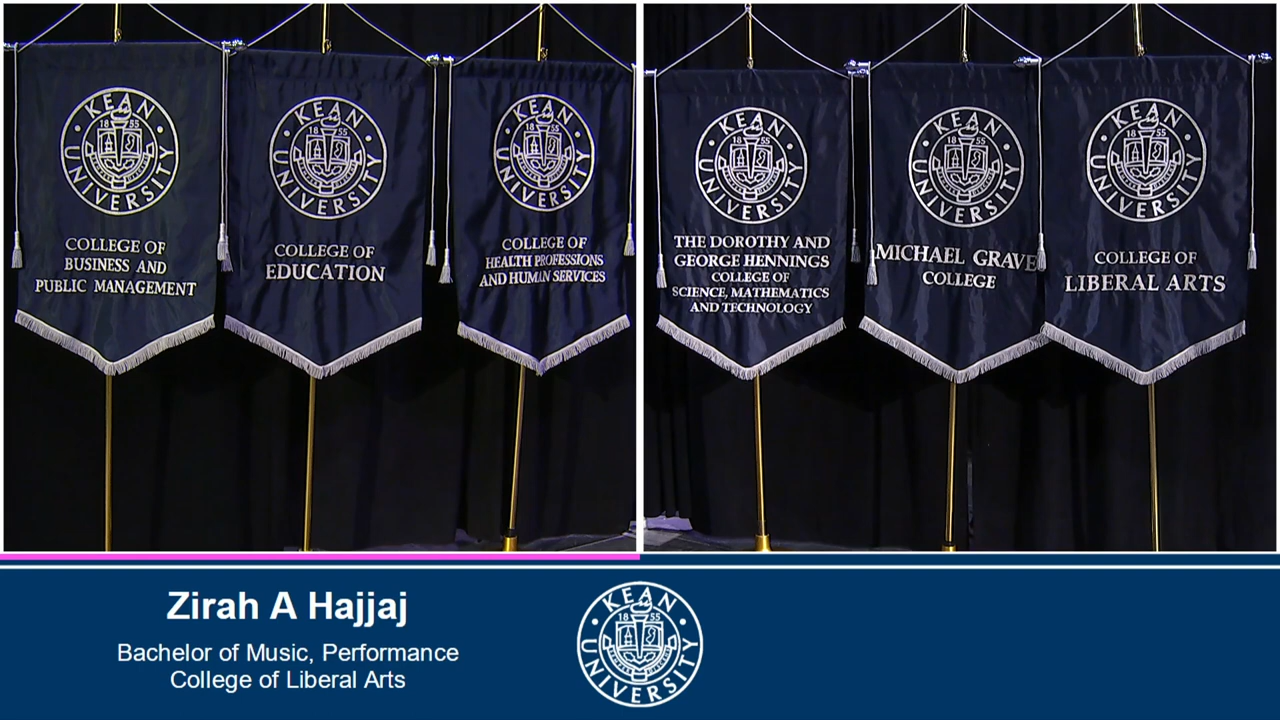 KEAN UNIVERSITY
1855
COLLEGE OF
BUSINESS AND
PUBLIC MANAGEMENT
KEAN UNIVERSITY
1855
COLLEGE OF
EDUCATION
KEAN UNIVERSITY
1855
COLLEGE OF
HEALTH PROFESSIONS
AND HUMAN SERVICES
KEAN UNIVERSITY
1855
THE DOROTHY AND
GEORGE HENNINGS
COLLEGE OF
SCIENCE, MATHEMATICS
AND TECHNOLOGY
KEAN UNIVERSITY
1855
MICHAEL GRAVE
COLLEGE
KEAN UNIVERSITY
1855
COLLEGE OF
LIBERAL ARTS
Zirah A Hajjaj
Bachelor of Music, Performance
College of Liberal Arts
KEAN UNIVERSITY
1855